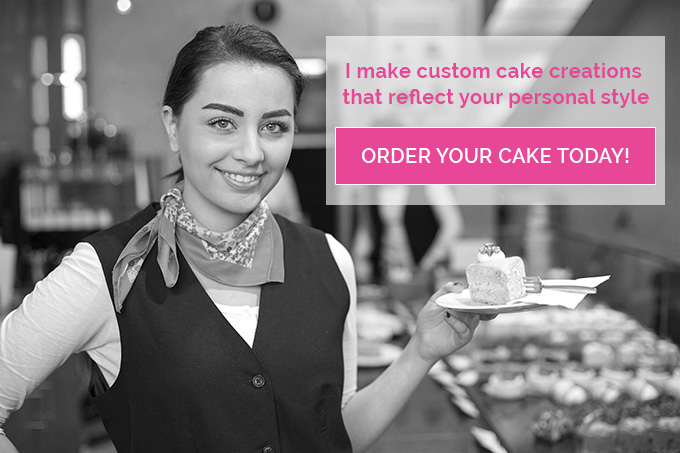 I make custom cake creations
that reflect your personal style
ORDER YOUR CAKE TODAY!